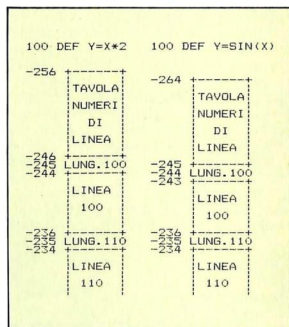 100 DEF Y=X*2
-256
TAVOLA
NUMERI
DI
LINEA
-246
-245 LUNG.100
-244
LINEA
100
-236
-235 LUNG.110
-234
LINEA
110
100 DEF Y=SIN(X)
-264
TAVOLA
NUMERI
DI
LINEA
-245
-244 LUNG.100
-243
LINEA
100
-236
-235 LUNG.110
-234
LINEA
110